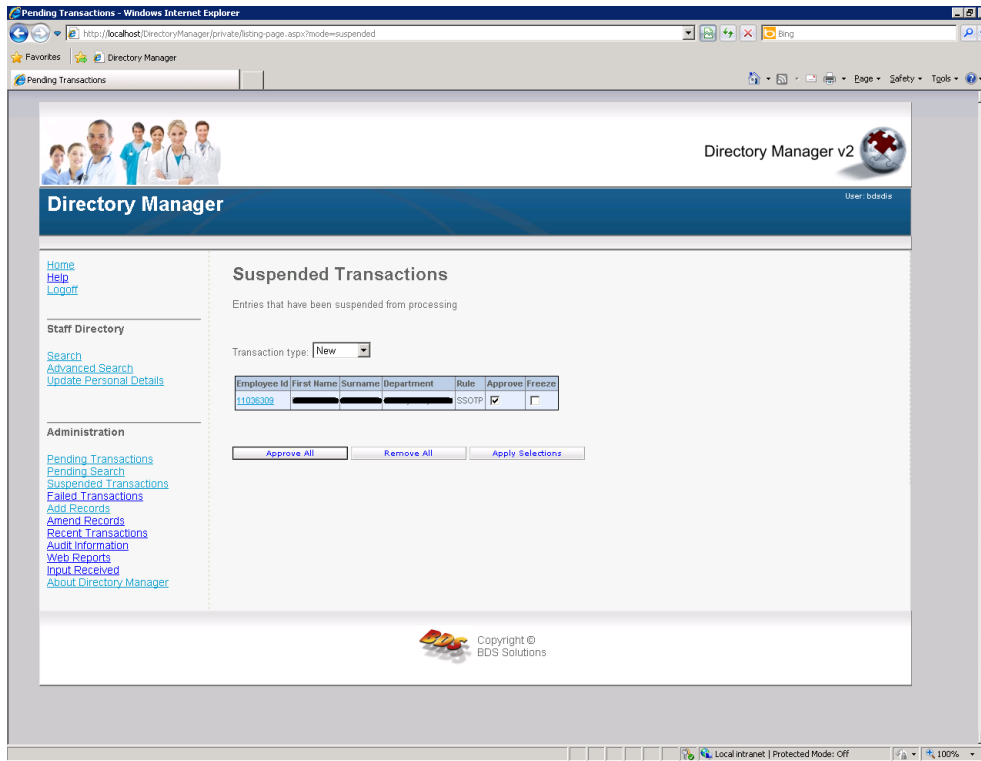 Pending Transactions - Windows Internet Explorer
http://localhost/DirectoryManager/private/listing-page.aspx?mode=suspended
Bing
Favorites Directory Manager
Pending Transactions
Page Safety Tools
Directory Manager v2
Directory Manager
User: bdsdis
Home
Help
Logoff
Staff Directory
Search
Advanced Search
Update Personal Details
Administration
Pending Transactions
Pending Search
Suspended Transactions
Failed Transactions
Add Records
Amend Records
Recent Transactions
Audit Information
Web Reports
Input Received
About Directory Manager
Suspended Transactions
Entries that have been suspended from processing
Transaction type: New
Employee Id First Name Surname Department Rule Approve Freeze
11036309 SSOTP
Approve All Remove All Apply Selections
BDS
Copyright ©
BDS Solutions
Local intranet | Protected Mode: Off
100%